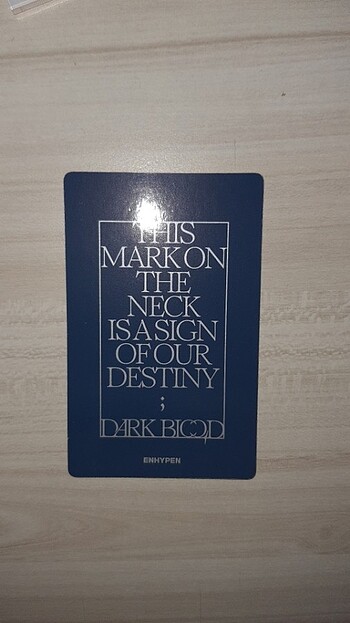 THIS
MARK ON
THE
NECK
IS A SIGN
OF OUR
DESTINY
;
DARK BLOOD
ENHYPEN